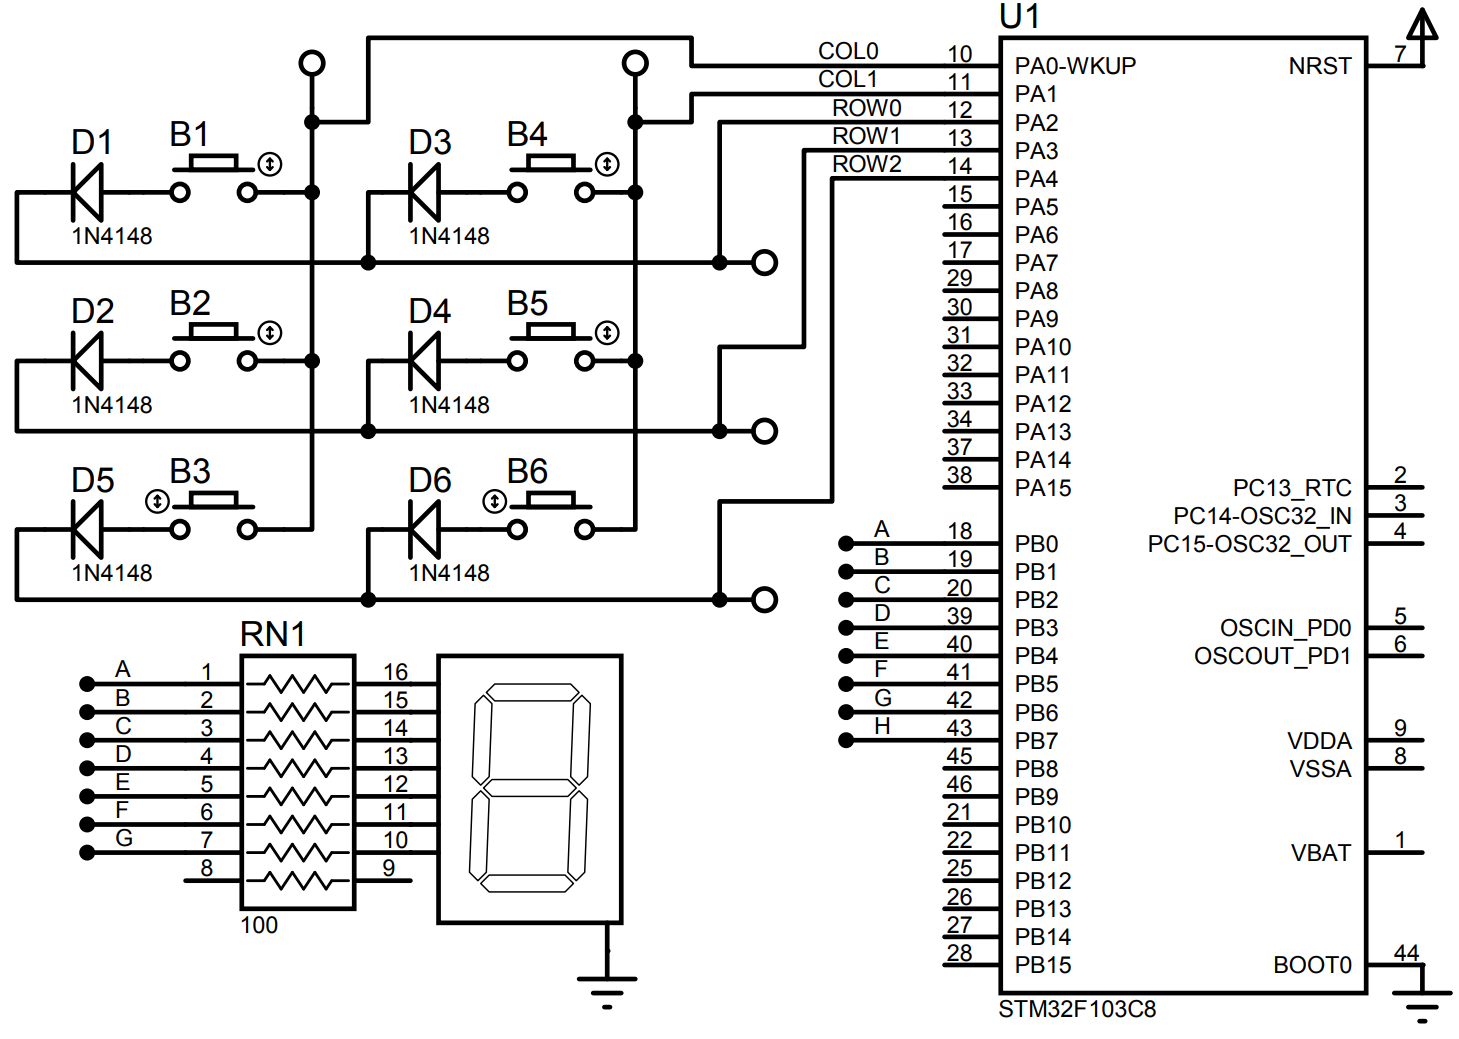 U1
COL0 10 PA0-WKUP NRST 7
COL1 11 PA1
ROW0 12 PA2
ROW1 13 PA3
ROW2 14 PA4
15 PA5
16 PA6
17 PA7
29 PA8
30 PA9
31 PA10
32 PA11
33 PA12
34 PA13
37 PA14
38 PA15
PC13_RTC 2
PC14-OSC32_IN 3
PC15-OSC32_OUT 4
A 18 PB0
B 19 PB1
C 20 PB2
D 39 PB3
E 40 PB4
F 41 PB5
G 42 PB6
H 43 PB7
45 PB8
46 PB9
21 PB10
22 PB11
25 PB12
26 PB13
27 PB14
28 PB15
OSCIN_PD0 5
OSCOUT_PD1 6
VDDA 9
VSSA 8
VBAT 1
BOOT0 44
STM32F103C8
D1 B1 D3 B4
1N4148 1N4148
D2 B2 D4 B5
1N4148 1N4148
D5 B3 D6 B6
1N4148 1N4148
RN1
A 1 16
B 2 15
C 3 14
D 4 13
E 5 12
F 6 11
G 7 10
8 9
100